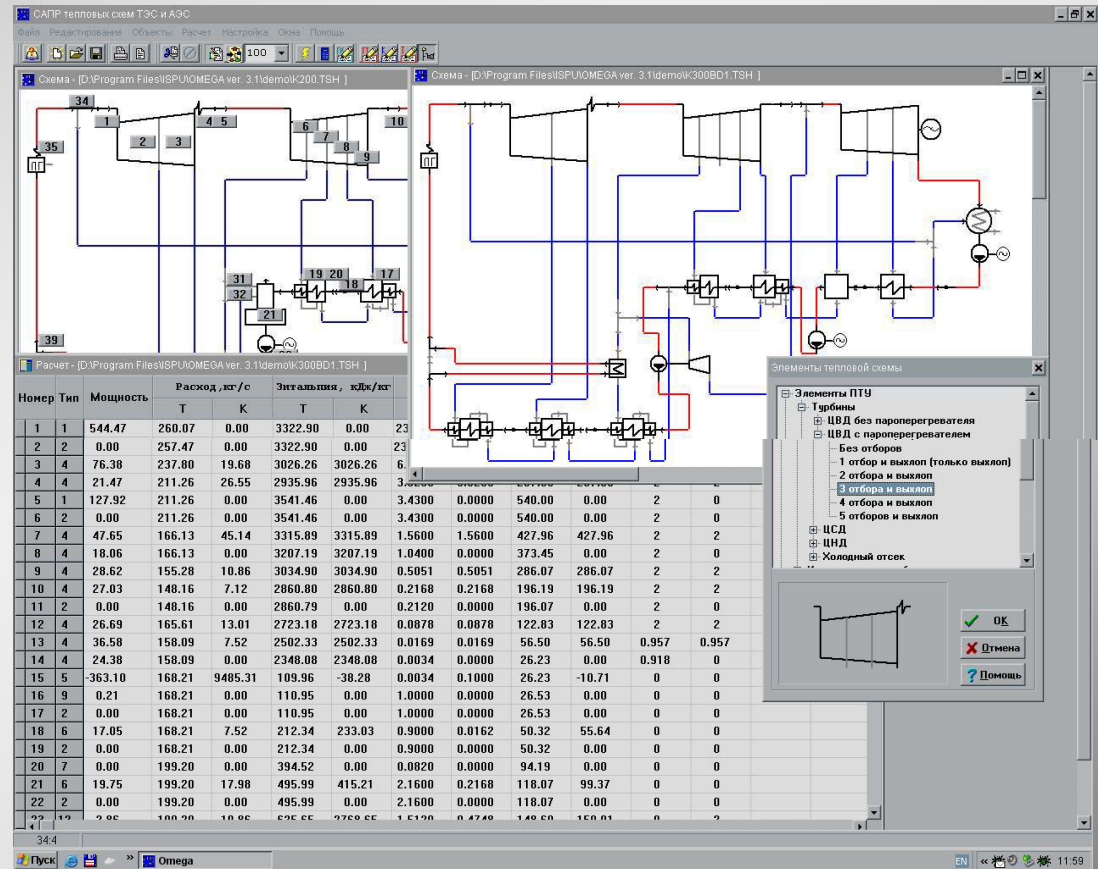 САПР тепловых схем ТЭС и АЭС
Файл Редактирование Объекты Расчет Настройка Окна Помощь
100
Схема - [D:\Program Files\ISPU\OMEGA ver. 3.1\demo\K200.TSH ]
34
1
2
3
4 5
6
7
8
9
10
35
ПГ
31
32
19 20
18
17
21
39
Схема - [D:\Program Files\ISPU\OMEGA ver. 3.1\demo\K300BD1.TSH ]
ПГ
Расчет - [D:\Program Files\ISPU\OMEGA ver. 3.1\demo\K300BD1.TSH ]
Номер Тип Мощность Расход,кг/с Энтальпия, кДж/кг
Т К Т К
1 1 544.47 260.07 0.00 3322.90 0.00 23
2 2 0.00 257.47 0.00 3322.90 0.00 23
3 4 76.38 237.80 19.68 3026.26 3026.26 6.
4 4 21.47 211.26 26.55 2935.96 2935.96 2 2
5 1 127.92 211.26 0.00 3541.46 0.00 3.4300 0.0000 540.00 0.00 2 0
6 2 0.00 211.26 0.00 3541.46 0.00 3.4300 0.0000 540.00 0.00 2 0
7 4 47.65 166.13 45.14 3315.89 3315.89 1.5600 1.5600 427.96 427.96 2 2
8 4 18.06 166.13 0.00 3207.19 3207.19 1.0400 0.0000 373.45 0.00 2 0
9 4 28.62 155.28 10.86 3034.90 3034.90 0.5051 0.5051 286.07 286.07 2 2
10 4 27.03 148.16 7.12 2860.80 2860.80 0.2168 0.2168 196.19 196.19 2 2
11 2 0.00 148.16 0.00 2860.79 0.00 0.2120 0.0000 196.07 0.00 2 0
12 4 26.69 165.61 13.01 2723.18 2723.18 0.0878 0.0878 122.83 122.83 2 2
13 4 36.58 158.09 7.52 2502.33 2502.33 0.0169 0.0169 56.50 56.50 0.957 0.957
14 4 24.38 158.09 0.00 2348.08 2348.08 0.0034 0.0000 26.23 0.00 0.918 0
15 5 -363.10 168.21 9485.31 109.96 -38.28 0.0034 0.1000 26.23 -10.71 0 0
16 9 0.21 168.21 0.00 110.95 0.00 1.0000 0.0000 26.53 0.00 0 0
17 2 0.00 168.21 0.00 110.95 0.00 1.0000 0.0000 26.53 0.00 0 0
18 6 17.05 168.21 7.52 212.34 233.03 0.9000 0.0162 50.32 55.64 0 0
19 2 0.00 168.21 0.00 212.34 0.00 0.9000 0.0000 50.32 0.00 0 0
20 7 0.00 199.20 0.00 394.52 0.00 0.0820 0.0000 94.19 0.00 0 0
21 6 19.75 199.20 17.98 495.99 415.21 2.1600 0.2168 118.07 99.37 0 0
22 2 0.00 199.20 0.00 495.99 0.00 2.1600 0.0000 118.07 0.00 0 0
Элементы тепловой схемы
Элементы ПТУ
Турбины
ЦВД без пароперегревателя
ЦВД с пароперегревателем
Без отборов
1 отбор и выхлоп (только выхлоп)
2 отбора и выхлоп
3 отбора и выхлоп
4 отбора и выхлоп
5 отборов и выхлоп
ЦСД
ЦНД
Холодный отсек
OK
Отмена
Помощь
34:4
Пуск » Omega EN « 11:59